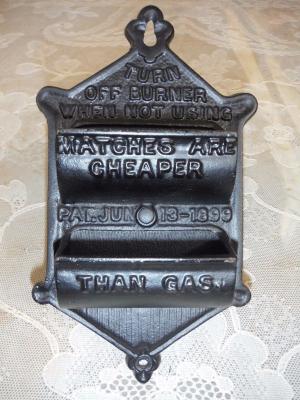 TURN
OFF BURNER
WHEN NOT USING
MATCHES ARE
CHEAPER
PAT. JUN 13-1899
THAN GAS.